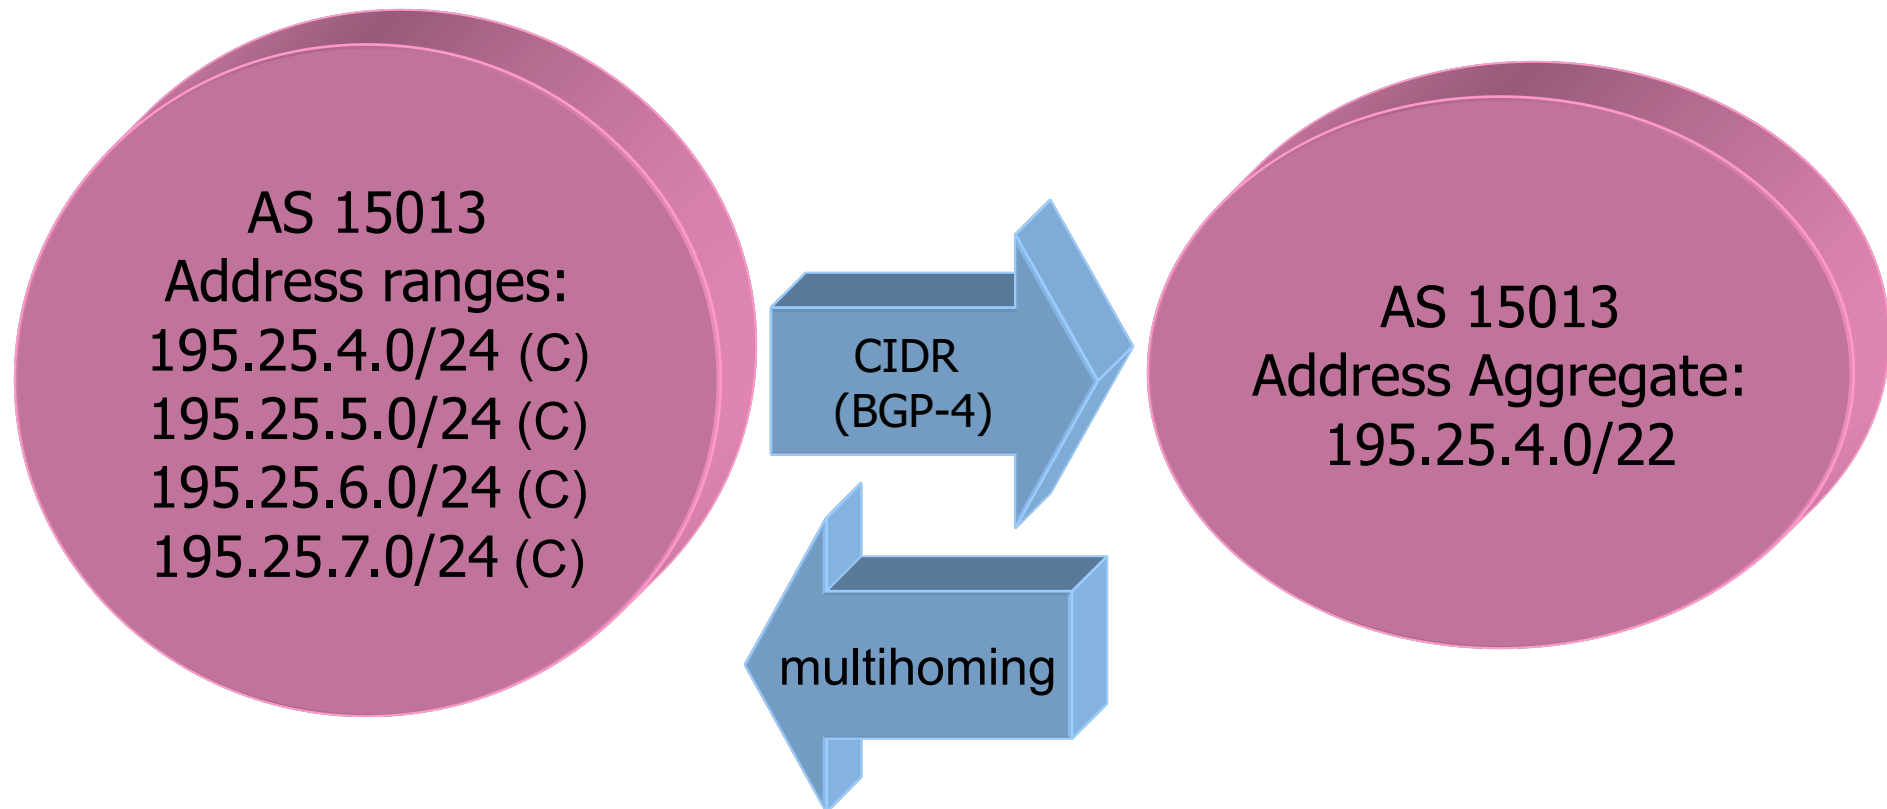 AS 15013
Address ranges:
195.25.4.0/24 (C)
195.25.5.0/24 (C)
195.25.6.0/24 (C)
195.25.7.0/24 (C)
CIDR
(BGP-4)
multihoming
AS 15013
Address Aggregate:
195.25.4.0/22